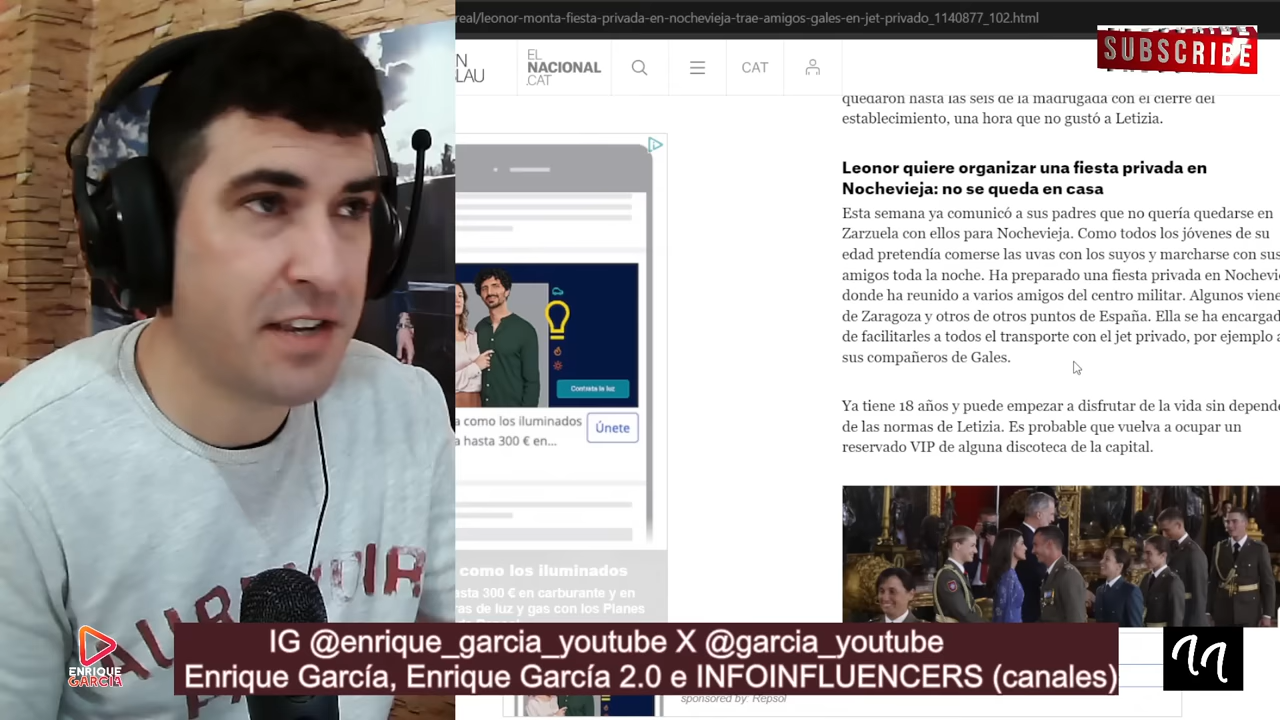 real/leonor-monta-fiesta-privada-en-nochevieja-trae-amigos-gales-en-jet-privado_1140877_102.html
SUBSCRIBE
EL
NACIONAL
.CAT
CAT
quedaron hasta las seis de la madrugada con el cierre del
establecimiento, una hora que no gustó a Letizia.
Leonor quiere organizar una fiesta privada en
Nochevieja: no se queda en casa
Esta semana ya comunicó a sus padres que no quería quedarse en
Zarzuela con ellos para Nochevieja. Como todos los jóvenes de su
edad pretendía comerse las uvas con los suyos y marcharse con sus
amigos toda la noche. Ha preparado una fiesta privada en Nochevi
donde ha reunido a varios amigos del centro militar. Algunos viene
de Zaragoza y otros de otros puntos de España. Ella se ha encargad
de facilitarles a todos el transporte con el jet privado, por ejemplo a
sus compañeros de Gales.
Ya tiene 18 años y puede empezar a disfrutar de la vida sin depend
de las normas de Letizia. Es probable que vuelva a ocupar un
reservado VIP de alguna discoteca de la capital.
Contrata la luz
a como los iluminados
a hasta 300 € en...
Únete
como los iluminados
asta 300 € en carburante y en
ras de luz y gas con los Planes
sponsored by: Repsol
IG @enrique_garcia_youtube X @garcia_youtube
Enrique García, Enrique García 2.0 e INFOINFLUENCERS (canales)
ENRIQUE
GARCÍA